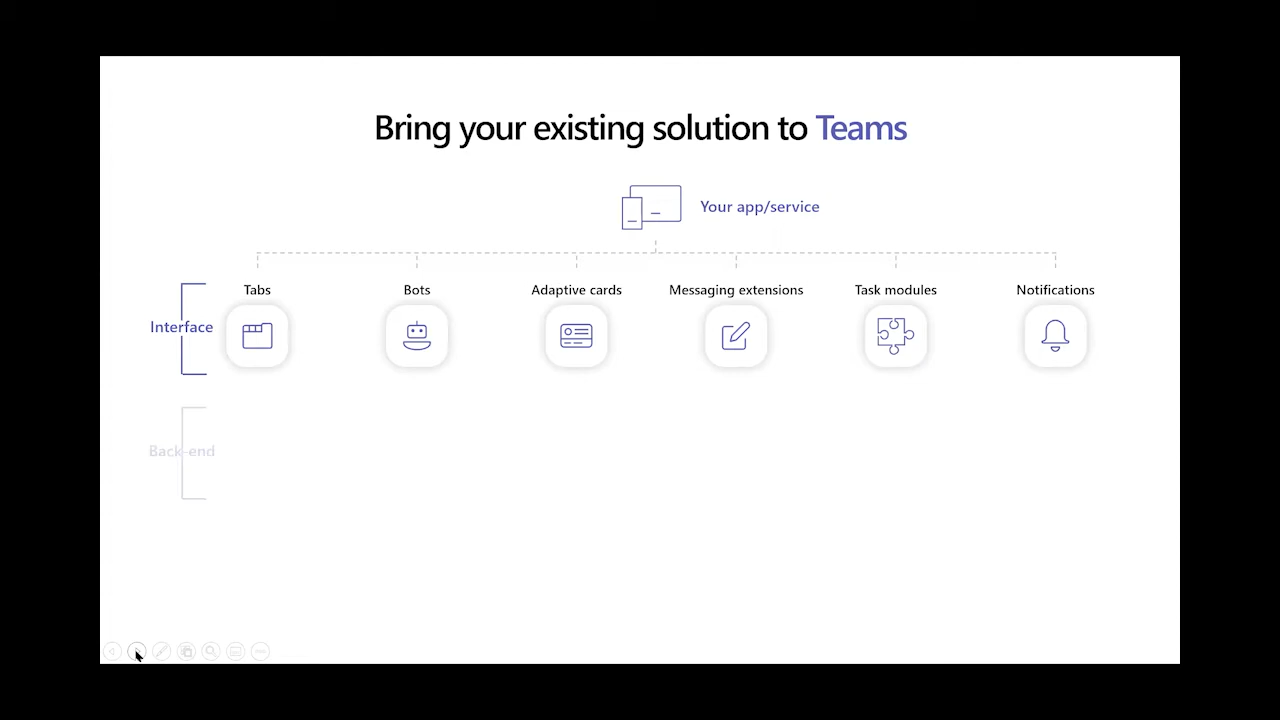 Bring your existing solution to Teams
Your app/service
Tabs
Bots
Adaptive cards
Messaging extensions
Task modules
Notifications
Interface
Back-end